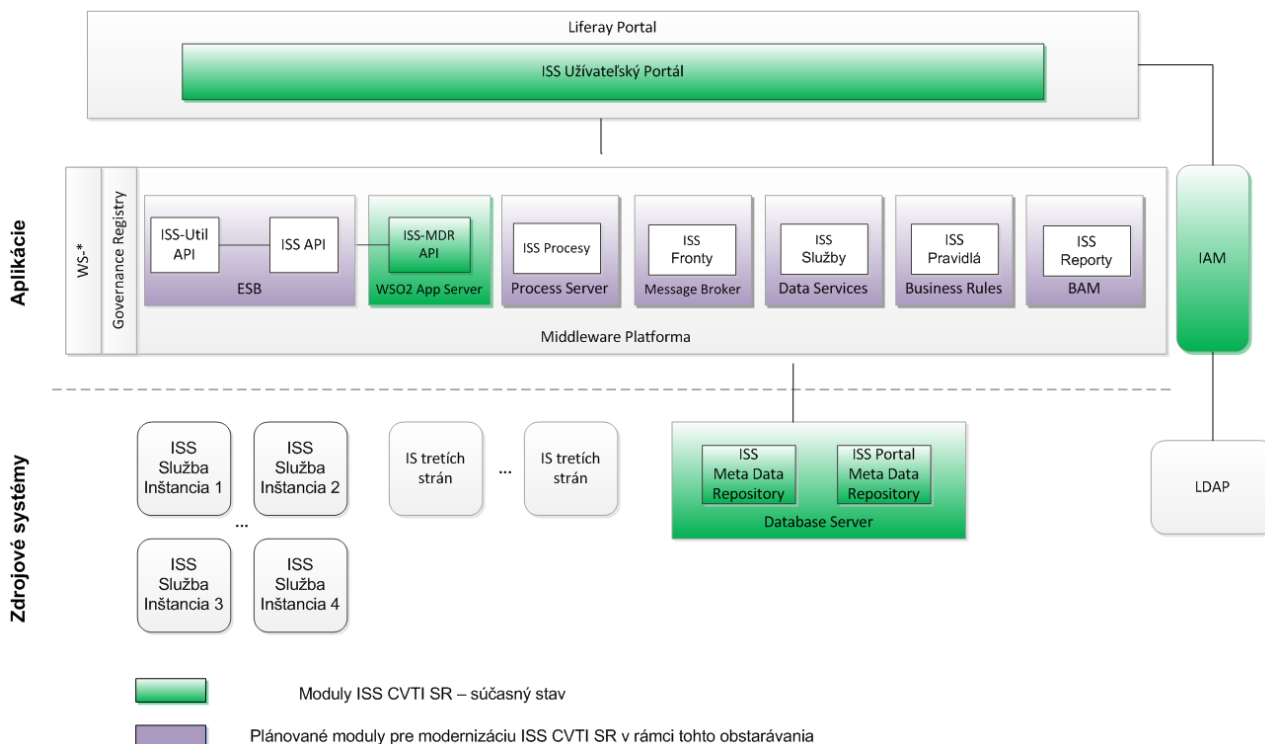 Liferay Portal
ISS Užívateľský Portál
Aplikácie
WS-*
Governance Registry
ISS-Util
API
ISS API
ESB
ISS-MDR
API
WSO2 App Server
ISS Procesy
Process Server
ISS
Fronty
Message Broker
ISS
Služby
Data Services
ISS
Pravidlá
Business Rules
ISS
Reporty
BAM
Middleware Platforma
IAM
Zdrojové systémy
ISS
Služba
Inštancia 1
ISS
Služba
Inštancia 2
...
ISS
Služba
Inštancia 3
ISS
Služba
Inštancia 4
IS tretích
strán
...
IS tretích
strán
ISS
Meta Data
Repository
ISS Portal
Meta Data
Repository
Database Server
LDAP
Moduly ISS CVTI SR – súčasný stav
Plánované moduly pre modernizáciu ISS CVTI SR v rámci tohto obstarávania